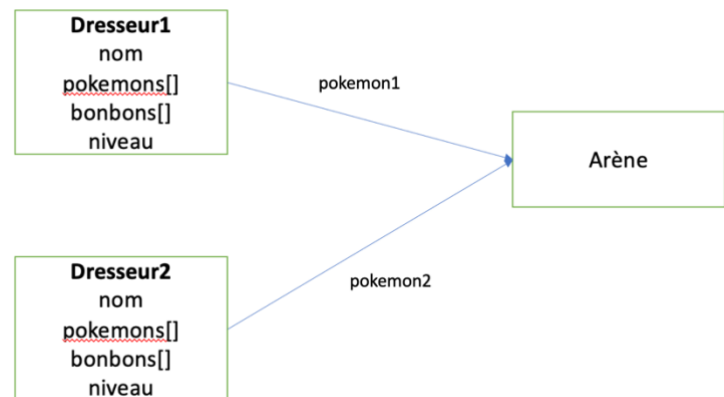 Dresseur1
nom
pokemons[]
bonbons[]
niveau
pokemon1
Arène
Dresseur2
nom
pokemons[]
bonbons[]
niveau
pokemon2